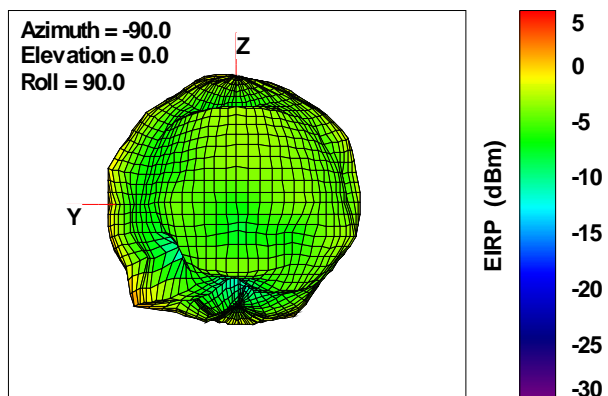 Azimuth = -90.0
Elevation = 0.0
Roll = 90.0
Z
Y
EIRP (dBm)
5
0
-5
-10
-15
-20
-25
-30